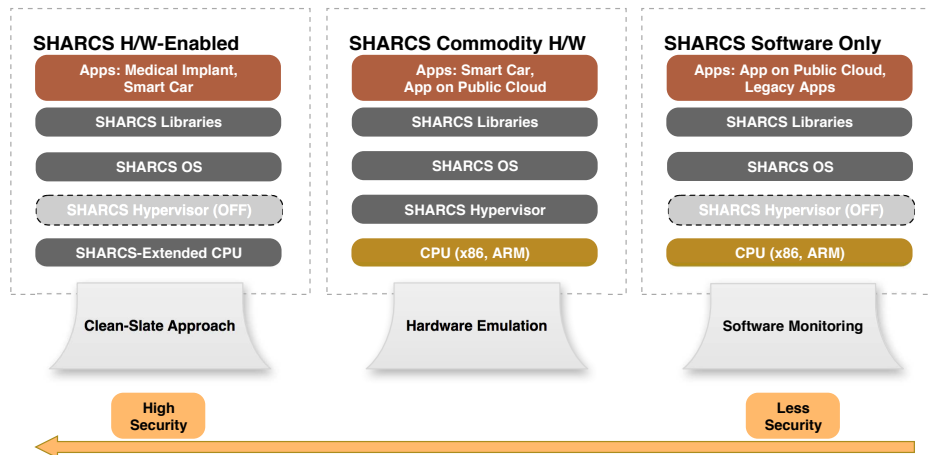 SHARCS H/W-Enabled
Apps: Medical Implant,
Smart Car
SHARCS Libraries
SHARCS OS
SHARCS Hypervisor (OFF)
SHARCS-Extended CPU
Clean-Slate Approach
SHARCS Commodity H/W
Apps: Smart Car,
App on Public Cloud
SHARCS Libraries
SHARCS OS
SHARCS Hypervisor
CPU (x86, ARM)
Hardware Emulation
SHARCS Software Only
Apps: App on Public Cloud,
Legacy Apps
SHARCS Libraries
SHARCS OS
SHARCS Hypervisor (OFF)
CPU (x86, ARM)
Software Monitoring
High
Security
Less
Security